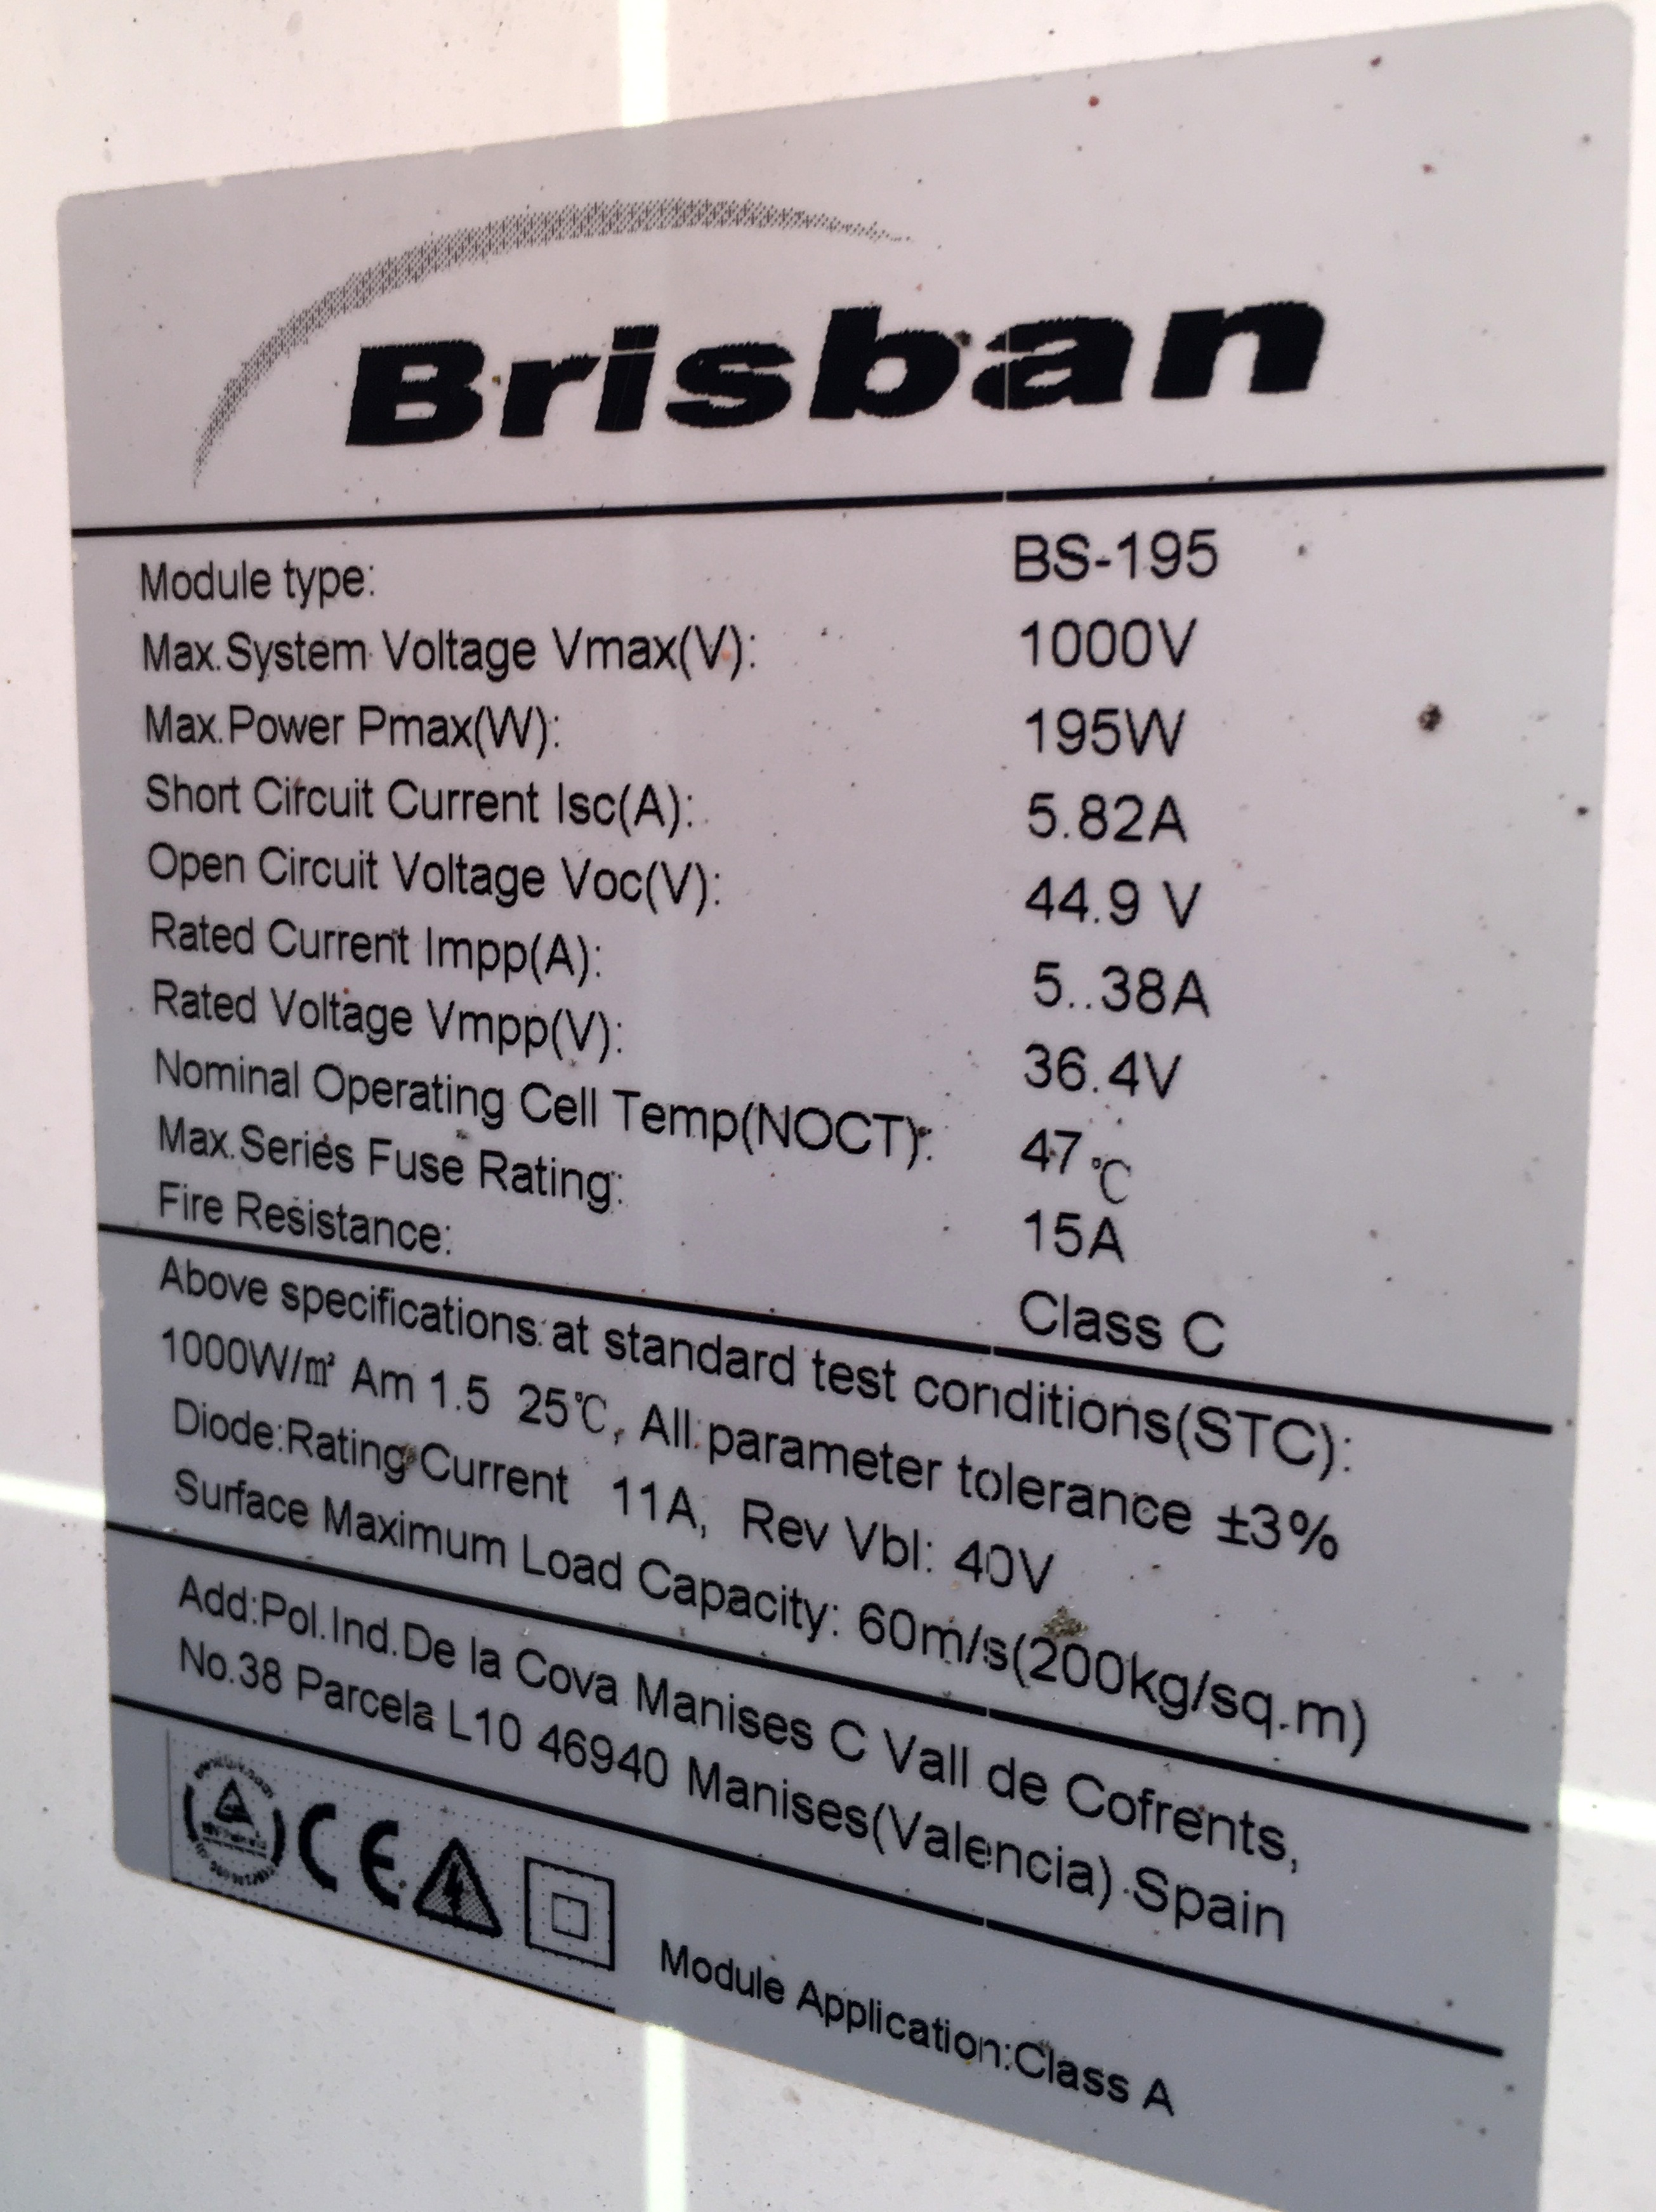 Brisban
Module type: BS-195
Max.System Voltage Vmax(V): 1000V
Max.Power Pmax(W): 195W
Short Circuit Current Isc(A): 5.82A
Open Circuit Voltage Voc(V): 44.9 V
Rated Current Impp(A): 5..38A
Rated Voltage Vmpp(V): 36.4V
Nominal Operating Cell Temp(NOCT): 47℃
Max.Series Fuse Rating: 15A
Fire Resistance: Class C
Above specifications at standard test conditions(STC):
1000W/㎡ Am 1.5 25℃, All parameter tolerance ±3%
Diode:Rating Current 11A, Rev Vbl: 40V
Surface Maximum Load Capacity: 60m/s(200kg/sq.m)
Add:Pol.Ind.De la Cova Manises C Vall de Cofrents,
No.38 Parcela L10 46940 Manises(Valencia) Spain
CE
Module Application:Class A